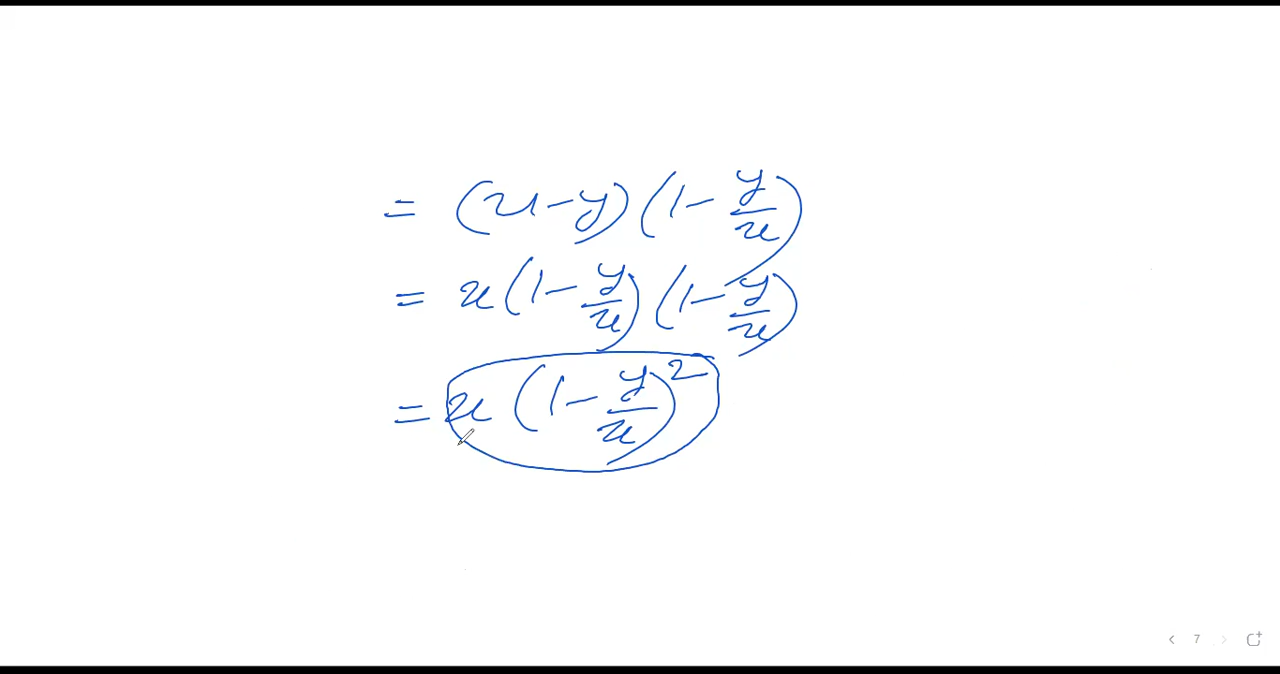 = (x-y)(1-y/x)
= x(1-y/x)(1-y/x)
= x(1-y/x)²
7